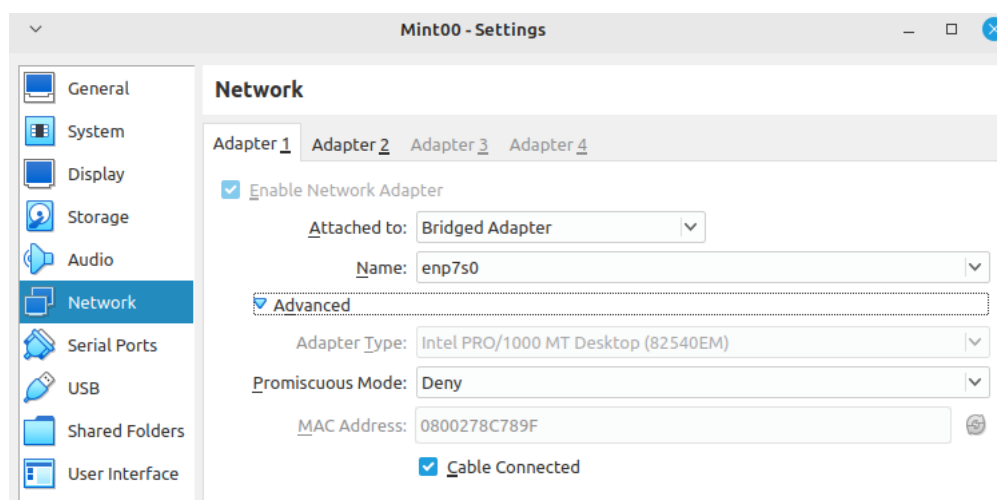 Mint00 - Settings
General
System
Display
Storage
Audio
Network
Serial Ports
USB
Shared Folders
User Interface
Network
Adapter 1 Adapter 2 Adapter 3 Adapter 4
Enable Network Adapter
Attached to: Bridged Adapter
Name: enp7s0
Advanced
Adapter Type: Intel PRO/1000 MT Desktop (82540EM)
Promiscuous Mode: Deny
MAC Address: 0800278C789F
Cable Connected